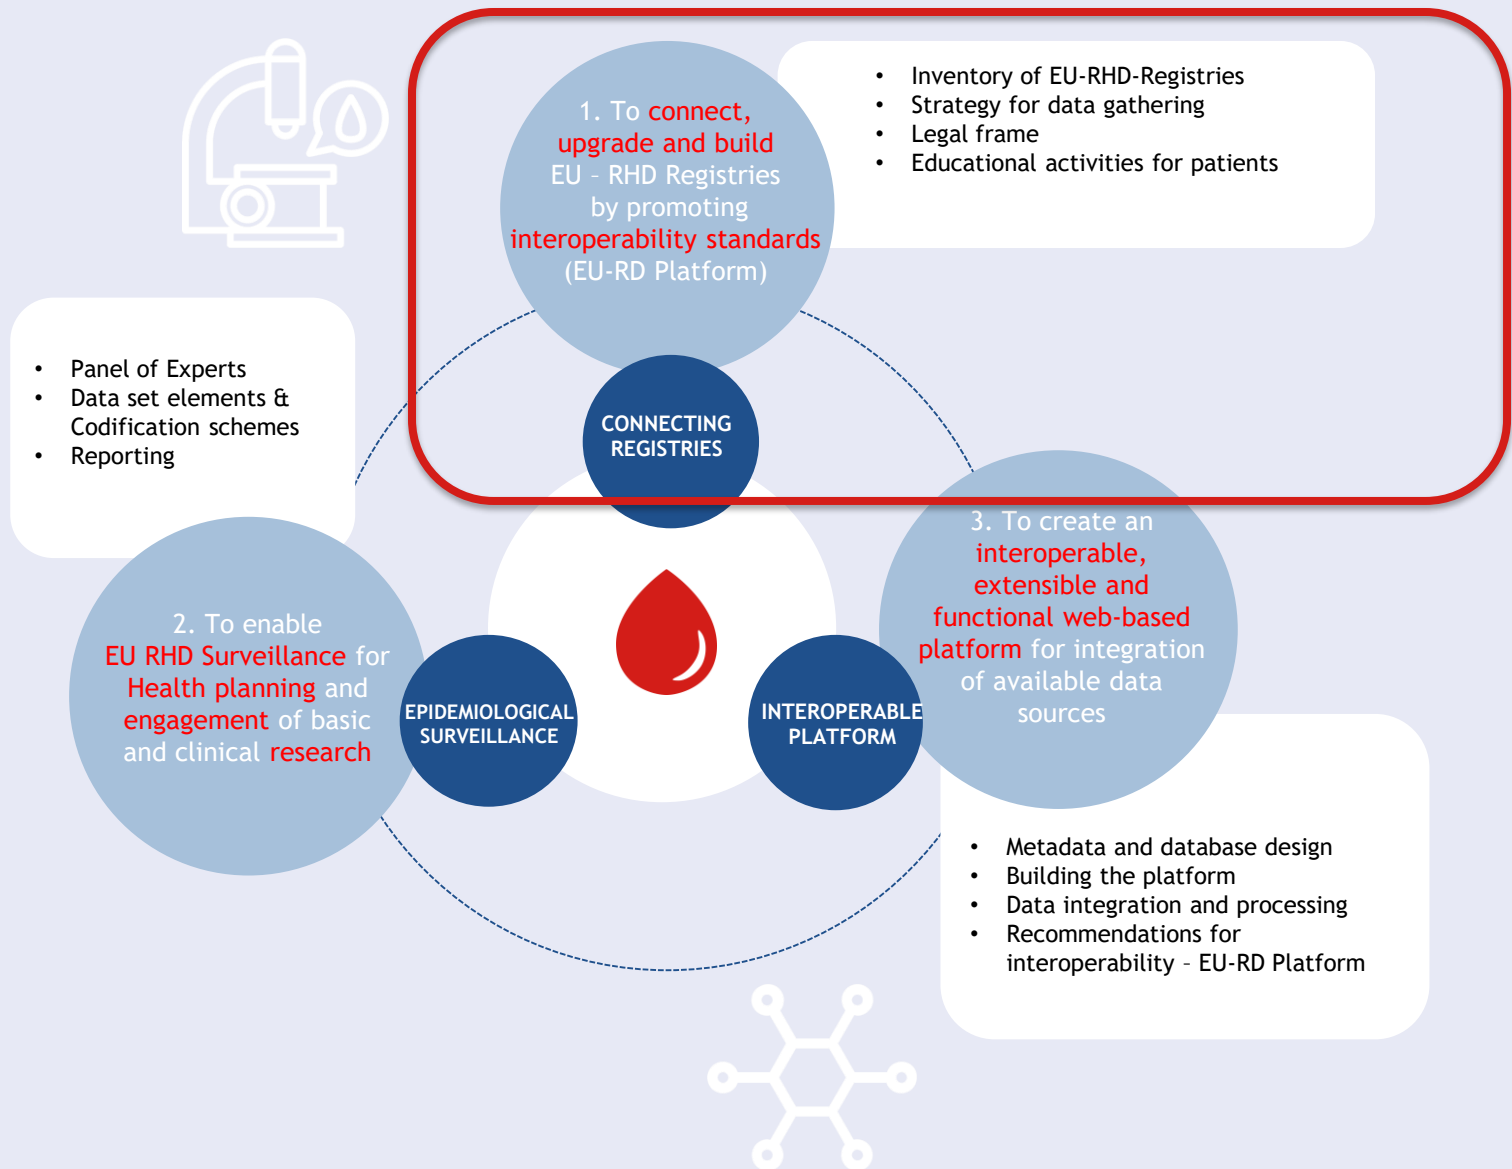 1. To connect,
upgrade and build
EU – RHD Registries
by promoting
interoperability standards
(EU-RD Platform)
• Inventory of EU-RHD-Registries
• Strategy for data gathering
• Legal frame
• Educational activities for patients
CONNECTING
REGISTRIES
• Panel of Experts
• Data set elements &
Codification schemes
• Reporting
2. To enable
EU RHD Surveillance for
Health planning and
engagement of basic
and clinical research
EPIDEMIOLOGICAL
SURVEILLANCE
INTEROPERABLE
PLATFORM
3. To create an
interoperable,
extensible and
functional web-based
platform for integration
of available data
sources
• Metadata and database design
• Building the platform
• Data integration and processing
• Recommendations for
interoperability – EU-RD Platform